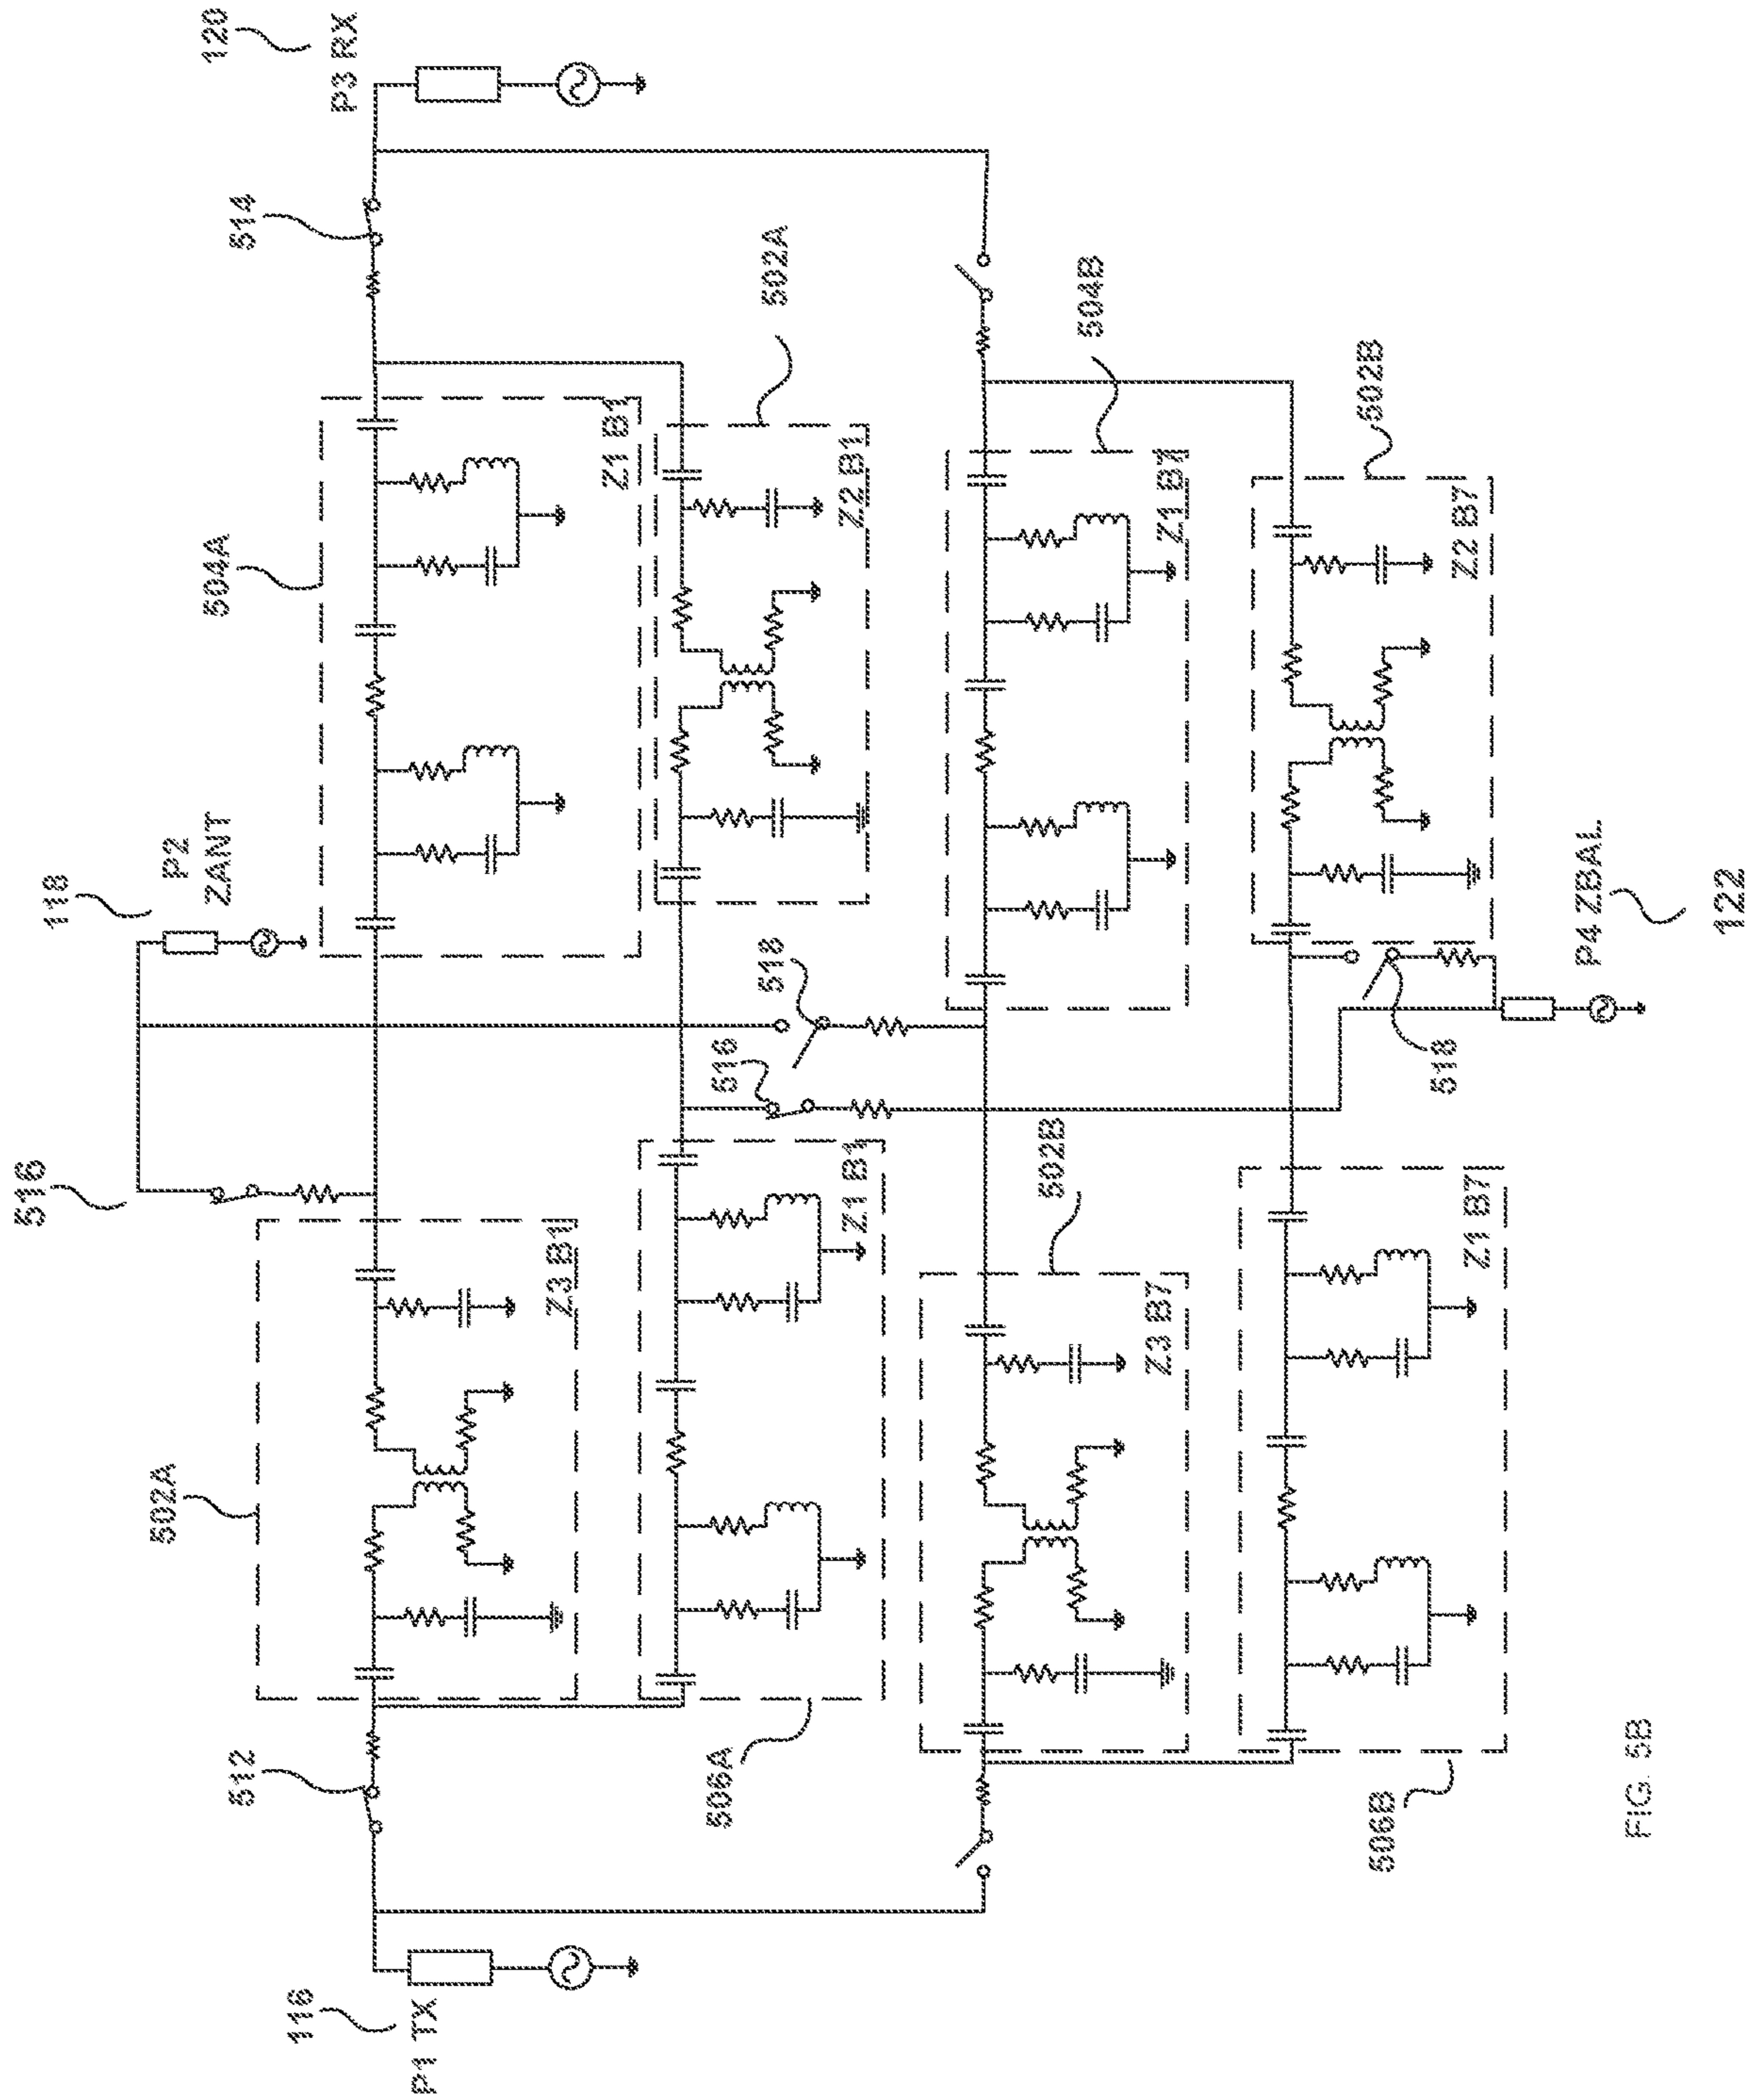 516
118
P2
ZANT
120
502A
504A
512
514
116
P3 RX
P1 TX
Z3 B1
Z1 B1
506A
516
518
502A
Z1 B1
Z2 B1
502B
504B
Z3 B7
Z1 B7
506B
502B
518
Z1 B7
Z2 B7
P4 ZBAL
FIG. 5B
122